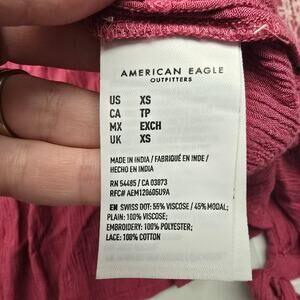 AMERICAN EAGLE
OUTFITTERS
US XS
CA TP
MX EXCH
UK XS
MADE IN INDIA / FABRIQUÉ EN INDE /
HECHO EN INDIA
RN 54485 / CA 03873
RFC# AEM120605U9A
EN SWISS DOT: 55% VISCOSE / 45% MODAL;
PLAIN: 100% VISCOSE;
EMBROIDERY: 100% POLYESTER;
LACE: 100% COTTON